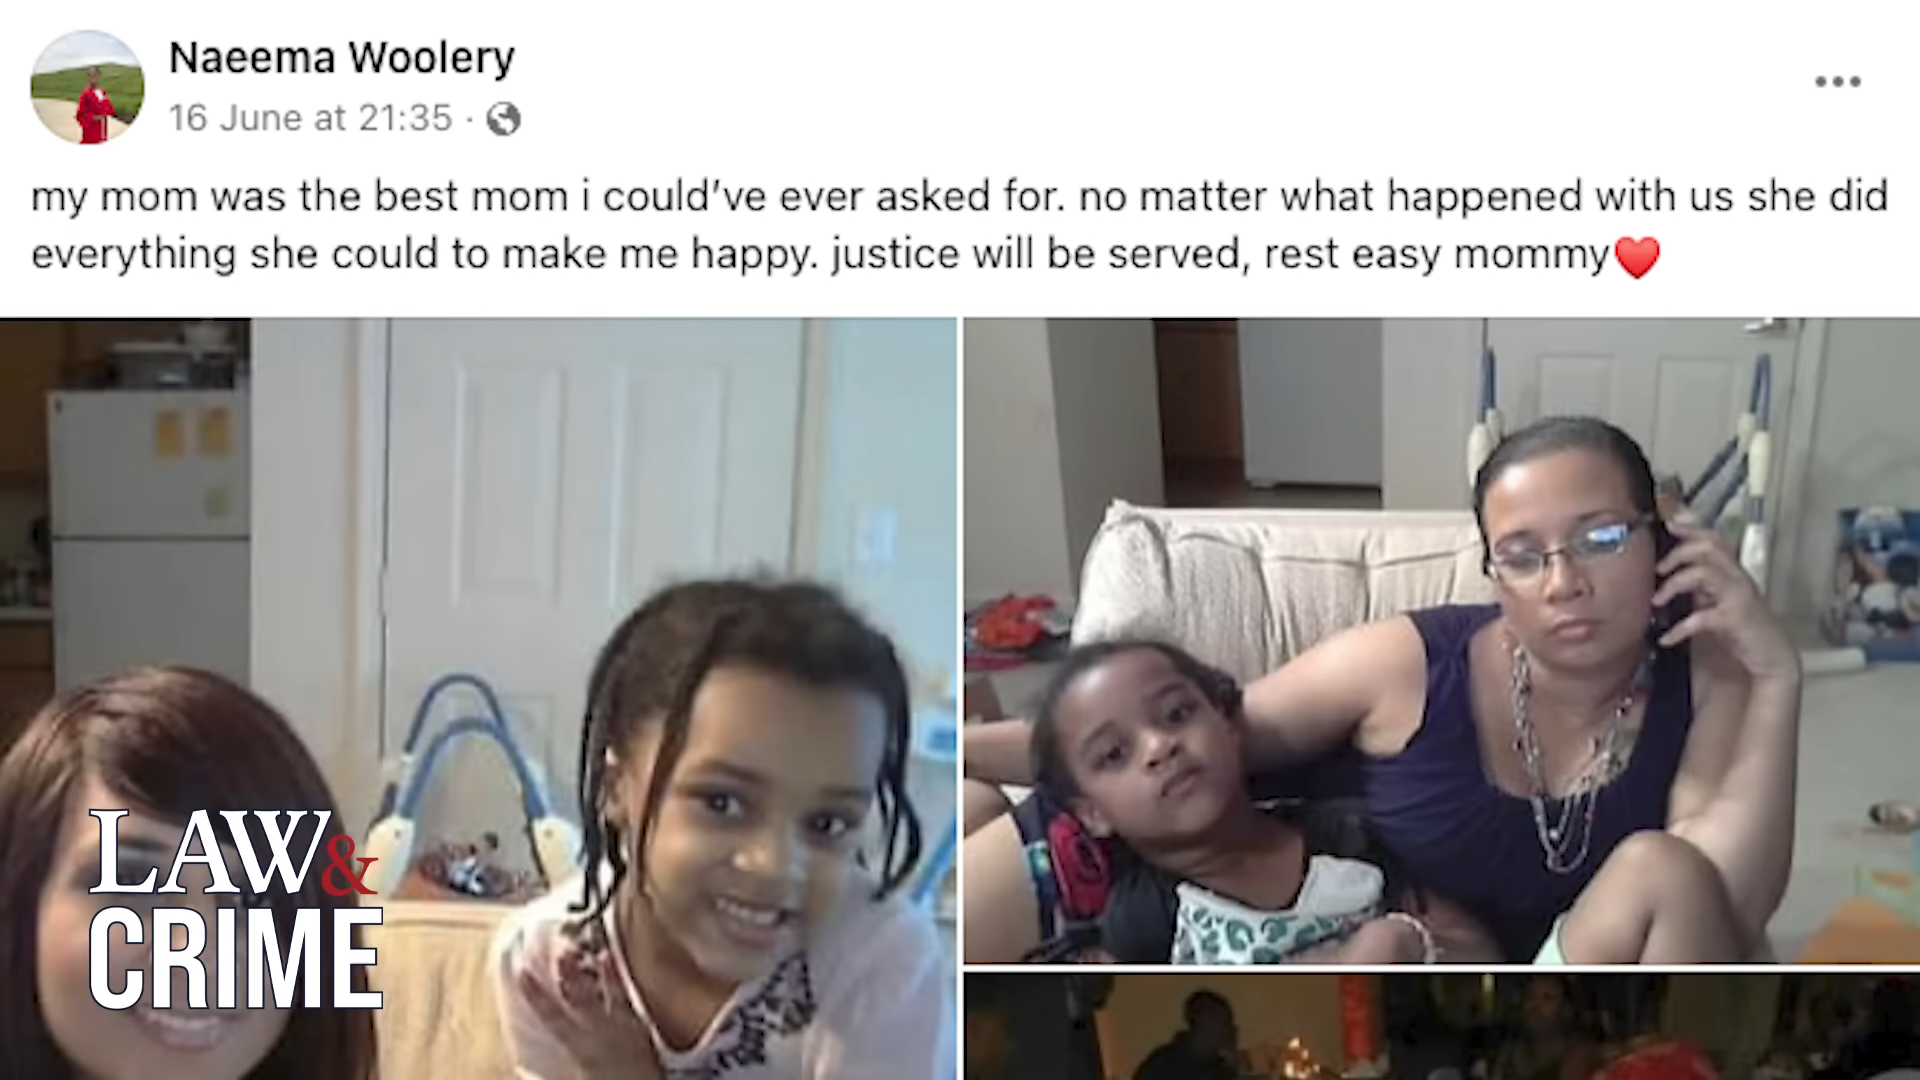 Naeema Woolery
16 June at 21:35 ·
my mom was the best mom i could've ever asked for. no matter what happened with us she did
everything she could to make me happy. justice will be served, rest easy mommy❤️
LAW&
CRIME